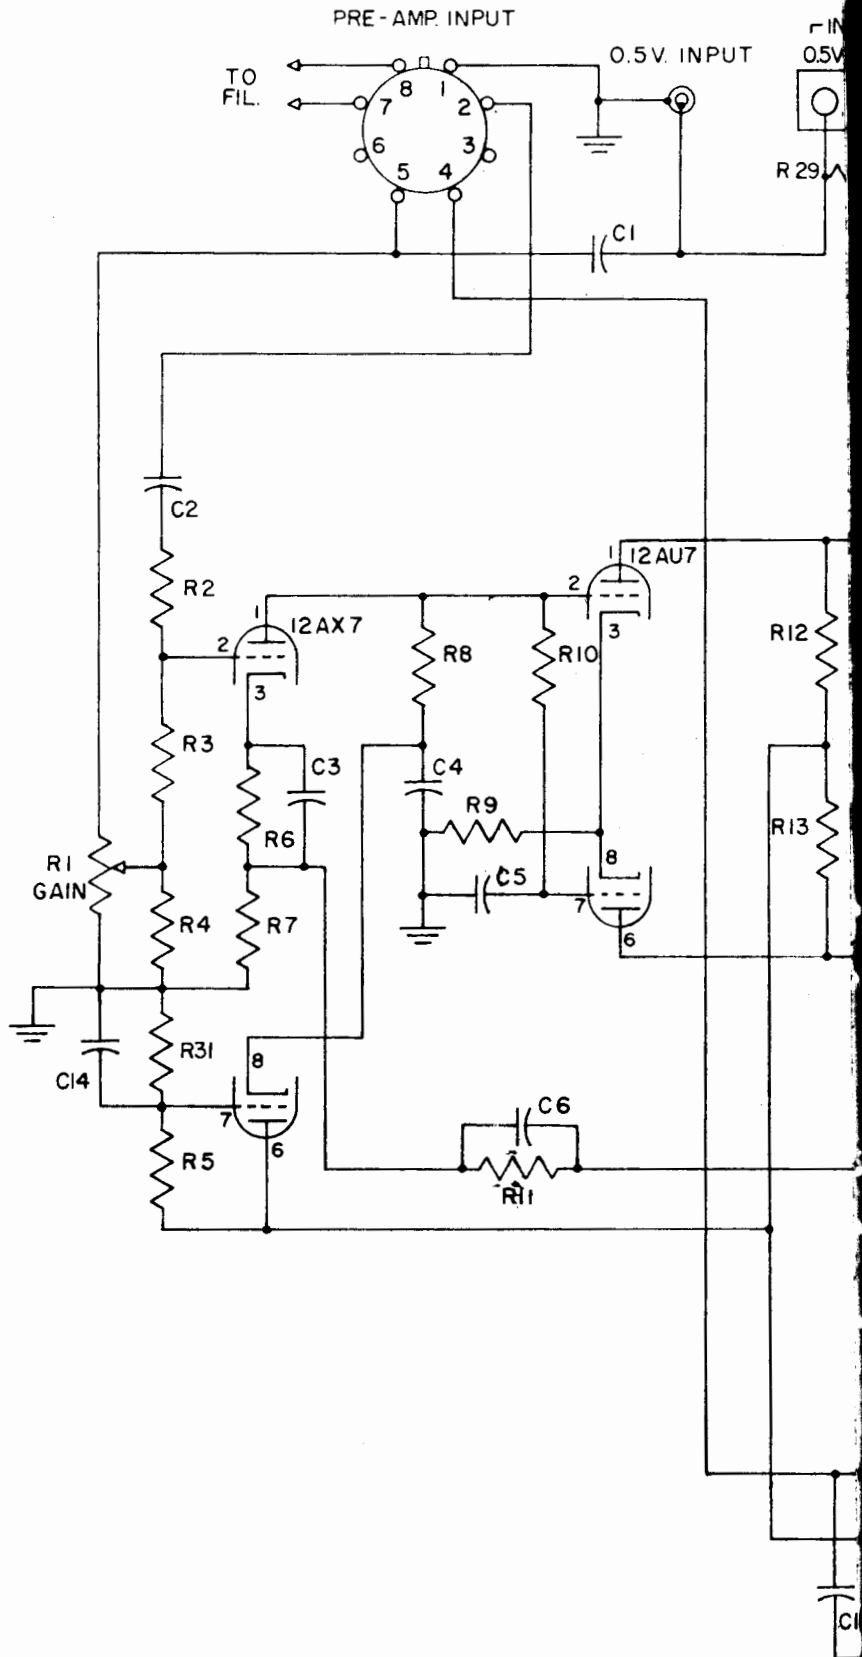 PRE-AMP. INPUT
IN
0.5V. INPUT
0.5V
TO
FIL.
8
1
7
2
6
3
5
4
R29
C1
C2
R2
1
12AU7
2
1
12AX7
3
2
R8
R10
R12
3
R3
C3
C4
R9
R6
R13
R1
GAIN
8
C5
7
R4
R7
6
R31
8
C14
7
C6
6
R5
R11